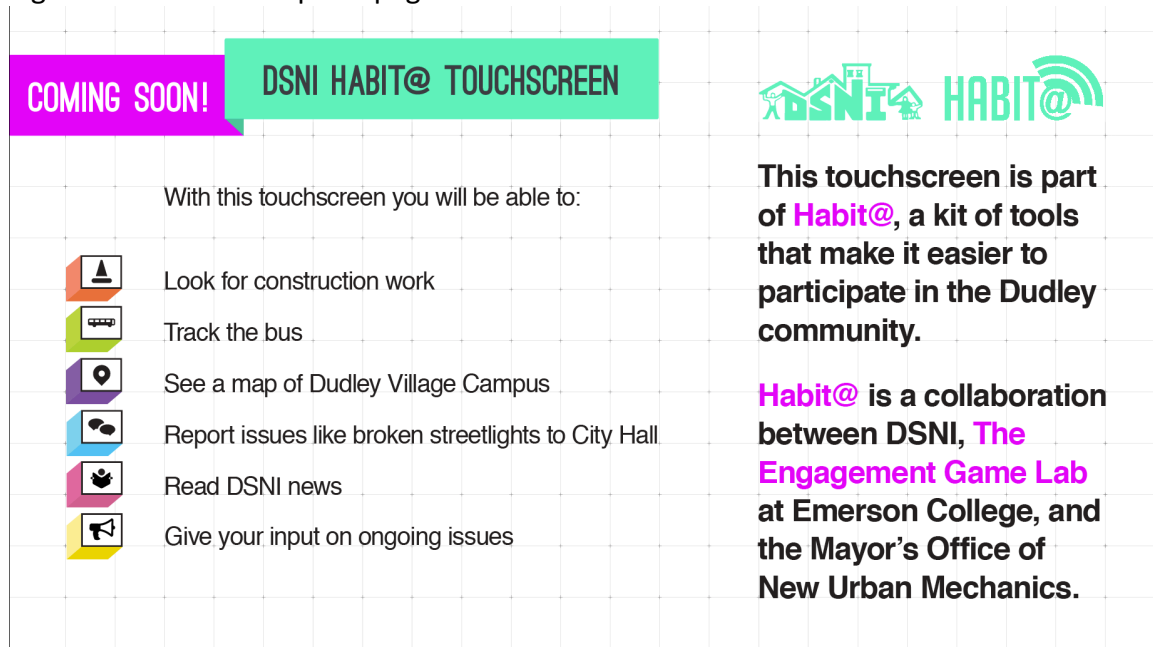 COMING SOON!
DSNI HABIT@ TOUCHSCREEN
With this touchscreen you will be able to:
Look for construction work
Track the bus
See a map of Dudley Village Campus
Report issues like broken streetlights to City Hall
Read DSNI news
Give your input on ongoing issues
DSNI HABIT@
This touchscreen is part
of Habit@, a kit of tools
that make it easier to
participate in the Dudley
community.
Habit@ is a collaboration
between DSNI, The
Engagement Game Lab
at Emerson College, and
the Mayor’s Office of
New Urban Mechanics.